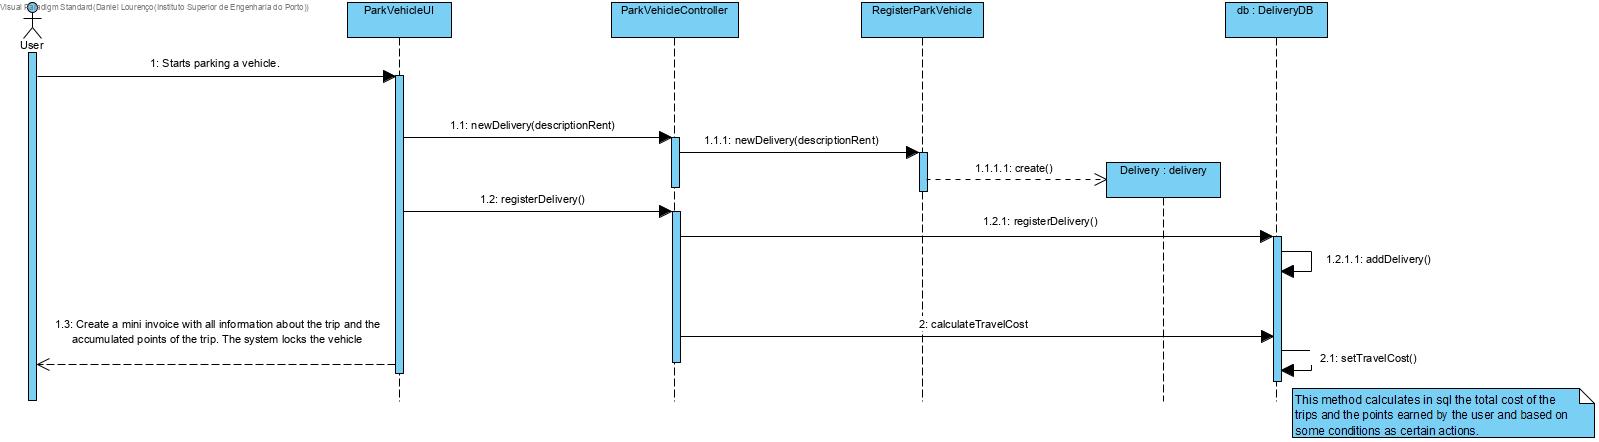 Visual Paradigm Standard(Daniel Lourenço(Instituto Superior de Engenharia do Porto))
User
ParkVehicleUI
ParkVehicleController
RegisterParkVehicle
db : DeliveryDB
1: Starts parking a vehicle.
1.1: newDelivery(descriptionRent)
1.1.1: newDelivery(descriptionRent)
1.1.1.1: create()
Delivery : delivery
1.2: registerDelivery()
1.2.1: registerDelivery()
1.2.1.1: addDelivery()
1.3: Create a mini invoice with all information about the trip and the
accumulated points of the trip. The system locks the vehicle
2: calculateTravelCost
2.1: setTravelCost()
This method calculates in sql the total cost of the
trips and the points earned by the user and based on
some conditions as certain actions.